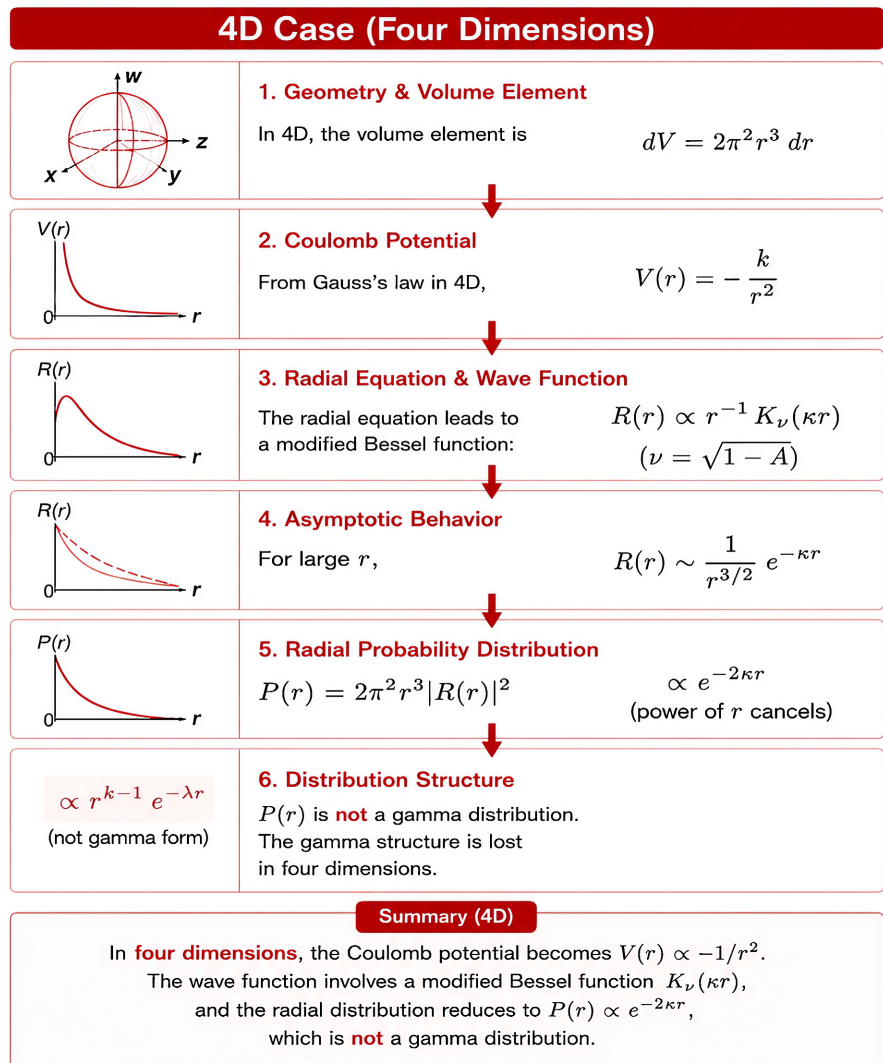 4D Case (Four Dimensions)
w
z
x
y
1. Geometry & Volume Element
In 4D, the volume element is
dV = 2π²r³ dr
V(r)
0
r
2. Coulomb Potential
From Gauss's law in 4D,
V(r) = − k/r²
R(r)
0
r
3. Radial Equation & Wave Function
The radial equation leads to
a modified Bessel function:
R(r) ∝ r⁻¹ K_ν(κr)
(ν = √(1 − A))
R(r)
0
r
4. Asymptotic Behavior
For large r,
R(r) ∼ 1/r^{3/2} e^{−κr}
P(r)
0
r
5. Radial Probability Distribution
P(r) = 2π²r³|R(r)|²
∝ e^{−2κr}
(power of r cancels)
∝ r^{k−1} e^{−λr}
(not gamma form)
6. Distribution Structure
P(r) is not a gamma distribution.
The gamma structure is lost
in four dimensions.
Summary (4D)
In four dimensions, the Coulomb potential becomes V(r) ∝ −1/r².
The wave function involves a modified Bessel function K_ν(κr),
and the radial distribution reduces to P(r) ∝ e^{−2κr},
which is not a gamma distribution.